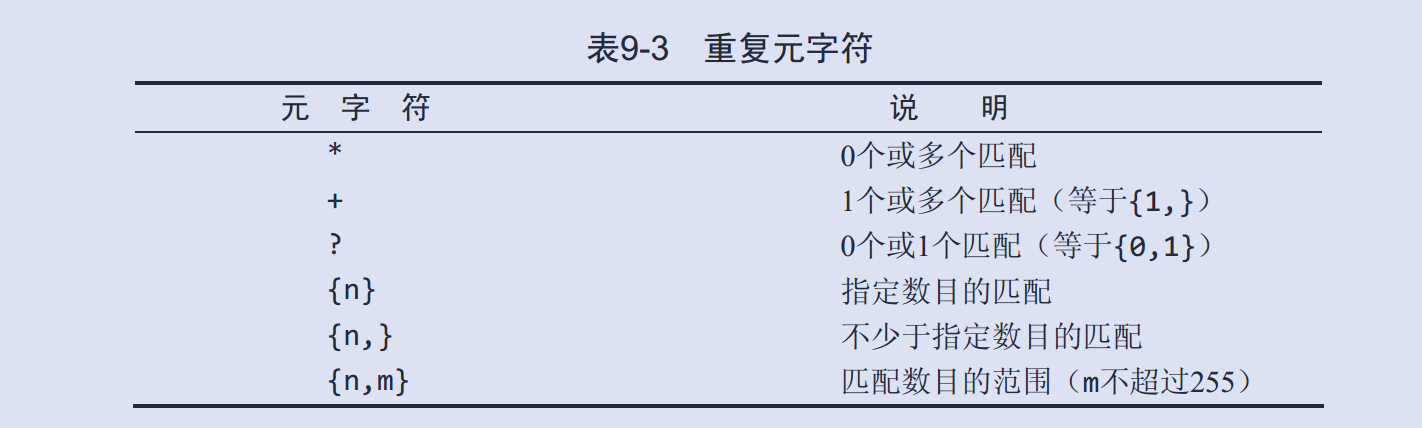 表9-3 重复元字符
元 字 符 说 明
* 0个或多个匹配
+ 1个或多个匹配（等于{1,}）
? 0个或1个匹配（等于{0,1}）
{n} 指定数目的匹配
{n,} 不少于指定数目的匹配
{n,m} 匹配数目的范围（m不超过255）